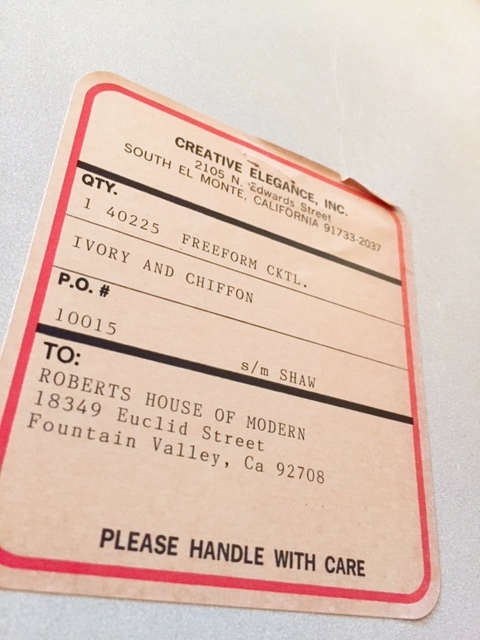 CREATIVE ELEGANCE, INC.
2105 N. Edwards Street
SOUTH EL MONTE, CALIFORNIA 91733-2037
QTY.
1 40225 FREEFORM CKTL.
IVORY AND CHIFFON
P.O. #
10015 s/m SHAW
TO:
ROBERTS HOUSE OF MODERN
18349 Euclid Street
Fountain Valley, Ca 92708
PLEASE HANDLE WITH CARE